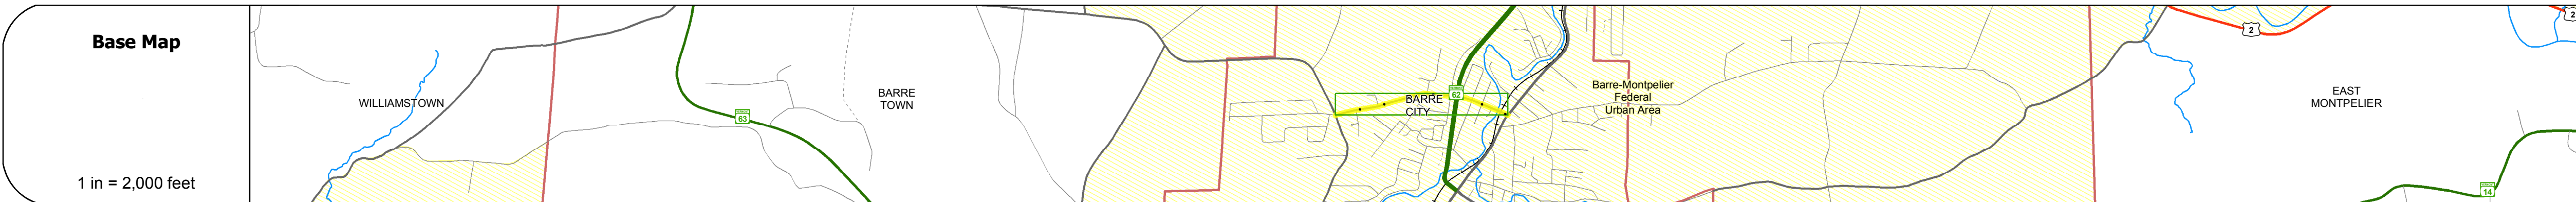 Base Map
1 in = 2,000 feet
WILLIAMSTOWN
63
BARRE
TOWN
BARRE
CITY
62
Barre-Montpelier
Federal
Urban Area
2
EAST
MONTPELIER
14
2